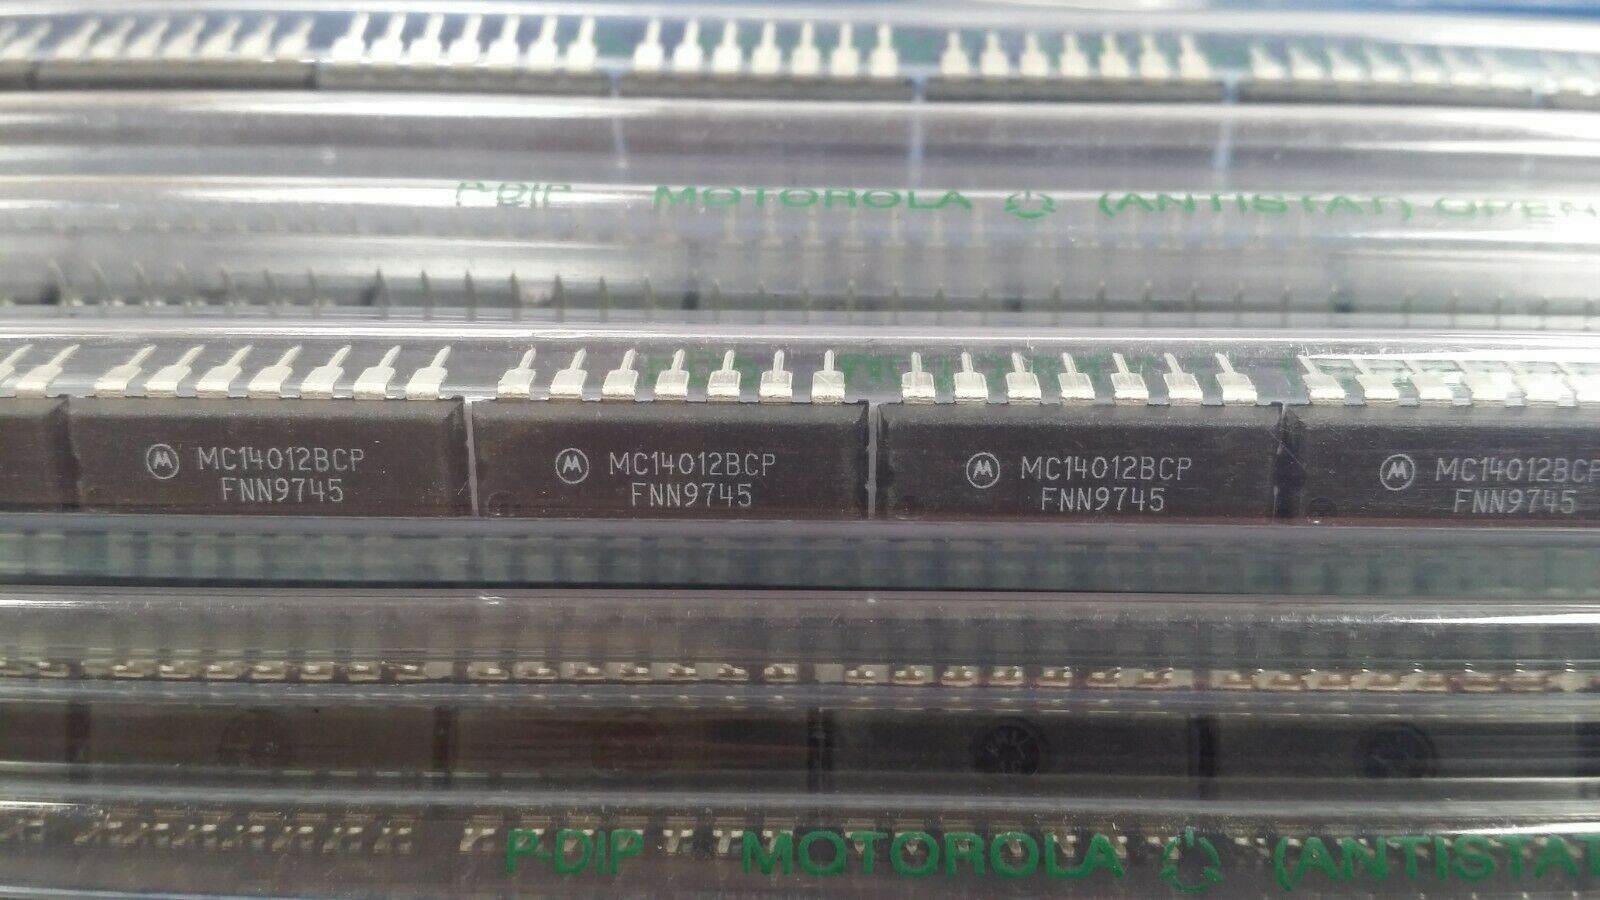 P-DIP MOTOROLA (ANTISTAT) OPEN
MC14012BCP
FNN9745
MC14012BCP
FNN9745
MC14012BCP
FNN9745
MC14012BCP
FNN9745
P-DIP MOTOROLA (ANTISTAT